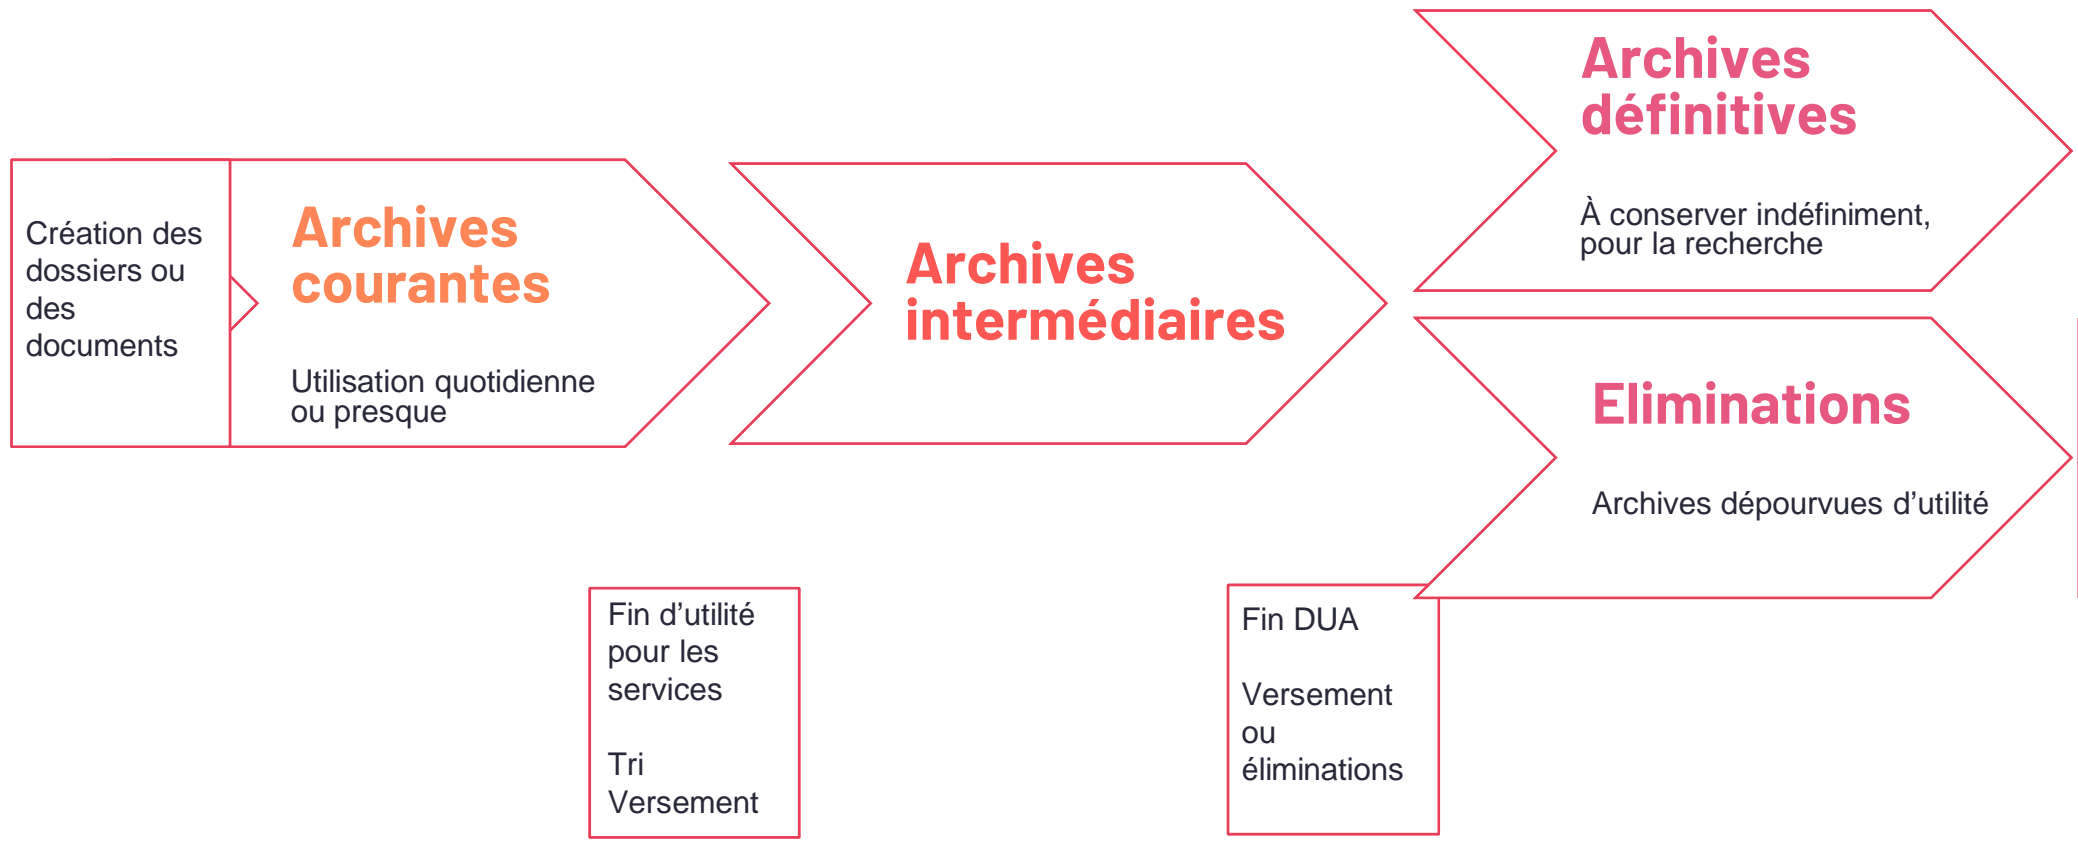 Création des
dossiers ou
des
documents
Archives
courantes
Utilisation quotidienne
ou presque
Archives
intermédiaires
Archives
définitives
À conserver indéfiniment,
pour la recherche
Eliminations
Archives dépourvues d’utilité
Fin d’utilité
pour les
services
Tri
Versement
Fin DUA
Versement
ou
éliminations